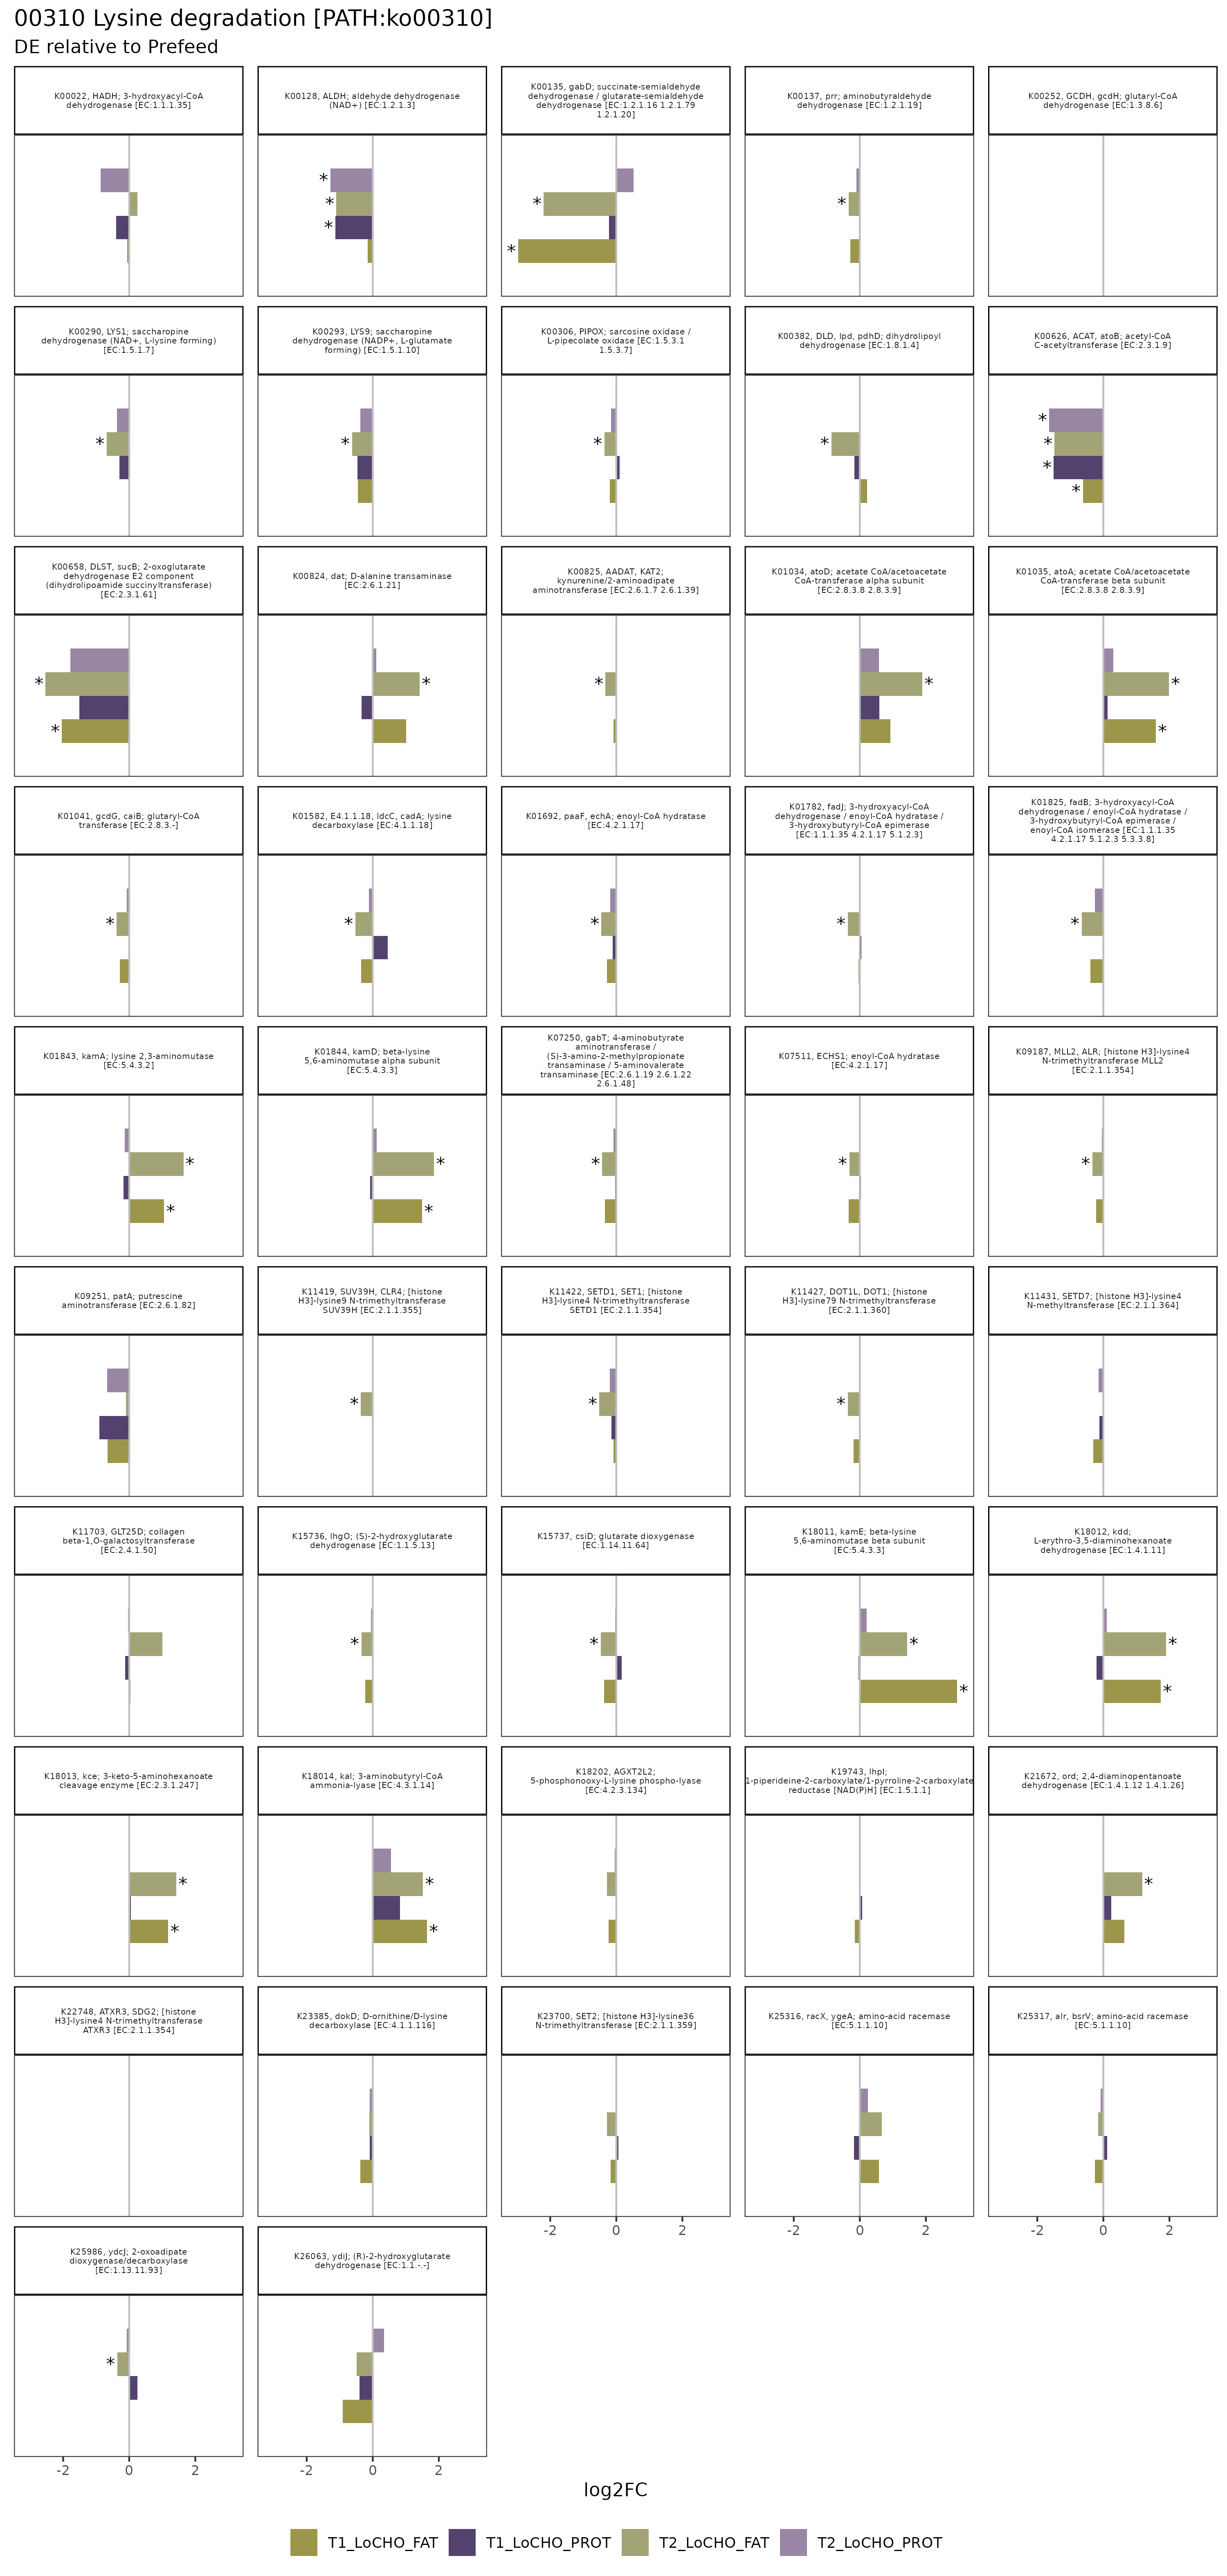 00310 Lysine degradation [PATH:ko00310]
DE relative to Prefeed
K00022, HADH; 3-hydroxyacyl-CoA
dehydrogenase [EC:1.1.1.35]
K00128, ALDH; aldehyde dehydrogenase
(NAD+) [EC:1.2.1.3]
K00135, gabD; succinate-semialdehyde
dehydrogenase / glutarate-semialdehyde
dehydrogenase [EC:1.2.1.16 1.2.1.79
1.2.1.20]
K00137, prr; aminobutyraldehyde
dehydrogenase [EC:1.2.1.19]
K00252, GCDH, gcdH; glutaryl-CoA
dehydrogenase [EC:1.3.8.6]
*
*
*
*
*
*
K00290, LYS1; saccharopine
dehydrogenase (NAD+, L-lysine forming)
[EC:1.5.1.7]
K00293, LYS9; saccharopine
dehydrogenase (NADP+, L-glutamate
forming) [EC:1.5.1.10]
K00306, PIPOX; sarcosine oxidase /
L-pipecolate oxidase [EC:1.5.3.1
1.5.3.7]
K00382, DLD, lpd, pdhD; dihydrolipoyl
dehydrogenase [EC:1.8.1.4]
K00626, ACAT, atoB; acetyl-CoA
C-acetyltransferase [EC:2.3.1.9]
*
*
*
*
*
*
*
*
K00658, DLST, sucB; 2-oxoglutarate
dehydrogenase E2 component
(dihydrolipoamide succinyltransferase)
[EC:2.3.1.61]
K00824, dat; D-alanine transaminase
[EC:2.6.1.21]
K00825, AADAT, KAT2;
kynurenine/2-aminoadipate
aminotransferase [EC:2.6.1.7 2.6.1.39]
K01034, atoD; acetate CoA/acetoacetate
CoA-transferase alpha subunit
[EC:2.8.3.8 2.8.3.9]
K01035, atoA; acetate CoA/acetoacetate
CoA-transferase beta subunit
[EC:2.8.3.8 2.8.3.9]
*
*
*
*
*
*
*
K01041, gcdG, caiB; glutaryl-CoA
transferase [EC:2.8.3.-]
K01582, E4.1.1.18, ldcC, cadA; lysine
decarboxylase [EC:4.1.1.18]
K01692, paaF, echA; enoyl-CoA hydratase
[EC:4.2.1.17]
K01782, fadJ; 3-hydroxyacyl-CoA
dehydrogenase / enoyl-CoA hydratase /
3-hydroxybutyryl-CoA epimerase
[EC:1.1.1.35 4.2.1.17 5.1.2.3]
K01825, fadB; 3-hydroxyacyl-CoA
dehydrogenase / enoyl-CoA hydratase /
3-hydroxybutyryl-CoA epimerase /
enoyl-CoA isomerase [EC:1.1.1.35
4.2.1.17 5.1.2.3 5.3.3.8]
*
*
*
*
*
K01843, kamA; lysine 2,3-aminomutase
[EC:5.4.3.2]
K01844, kamD; beta-lysine
5,6-aminomutase alpha subunit
[EC:5.4.3.3]
K07250, gabT; 4-aminobutyrate
aminotransferase /
(S)-3-amino-2-methylpropionate
transaminase / 5-aminovalerate
transaminase [EC:2.6.1.19 2.6.1.22
2.6.1.48]
K07511, ECHS1; enoyl-CoA hydratase
[EC:4.2.1.17]
K09187, MLL2, ALR; [histone H3]-lysine4
N-trimethyltransferase MLL2
[EC:2.1.1.354]
*
*
*
*
*
*
*
K09251, patA; putrescine
aminotransferase [EC:2.6.1.82]
K11419, SUV39H, CLR4; [histone
H3]-lysine9 N-trimethyltransferase
SUV39H [EC:2.1.1.355]
K11422, SETD1, SET1; [histone
H3]-lysine4 N-trimethyltransferase
SETD1 [EC:2.1.1.354]
K11427, DOT1L, DOT1; [histone
H3]-lysine79 N-trimethyltransferase
[EC:2.1.1.360]
K11431, SETD7; [histone H3]-lysine4
N-methyltransferase [EC:2.1.1.364]
*
*
*
K11703, GLT25D; collagen
beta-1,O-galactosyltransferase
[EC:2.4.1.50]
K15736, lhgO; (S)-2-hydroxyglutarate
dehydrogenase [EC:1.1.5.13]
K15737, csiD; glutarate dioxygenase
[EC:1.14.11.64]
K18011, kamE; beta-lysine
5,6-aminomutase beta subunit
[EC:5.4.3.3]
K18012, kdd;
L-erythro-3,5-diaminohexanoate
dehydrogenase [EC:1.4.1.11]
*
*
*
*
*
*
K18013, kce; 3-keto-5-aminohexanoate
cleavage enzyme [EC:2.3.1.247]
K18014, kal; 3-aminobutyryl-CoA
ammonia-lyase [EC:4.3.1.14]
K18202, AGXT2L2;
5-phosphonooxy-L-lysine phospho-lyase
[EC:4.2.3.134]
K19743, lhpI;
1-piperideine-2-carboxylate/1-pyrroline-2-carboxylate
reductase [NAD(P)H] [EC:1.5.1.1]
K21672, ord; 2,4-diaminopentanoate
dehydrogenase [EC:1.4.1.12 1.4.1.26]
*
*
*
*
*
K22748, ATXR3, SDG2; [histone
H3]-lysine4 N-trimethyltransferase
ATXR3 [EC:2.1.1.354]
K23385, dokD; D-ornithine/D-lysine
decarboxylase [EC:4.1.1.116]
K23700, SET2; [histone H3]-lysine36
N-trimethyltransferase [EC:2.1.1.359]
K25316, racX, ygeA; amino-acid racemase
[EC:5.1.1.10]
K25317, alr, bsrV; amino-acid racemase
[EC:5.1.1.10]
-2 0 2
-2 0 2
-2 0 2
K25986, ydcJ; 2-oxoadipate
dioxygenase/decarboxylase
[EC:1.13.11.93]
K26063, ydiJ; (R)-2-hydroxyglutarate
dehydrogenase [EC:1.1.-.-]
*
-2 0 2
-2 0 2
log2FC
T1_LoCHO_FAT T1_LoCHO_PROT T2_LoCHO_FAT T2_LoCHO_PROT